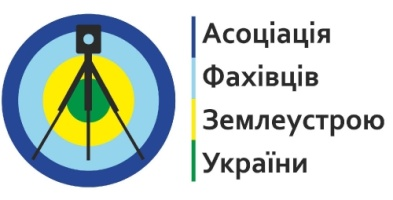 Асоціація
Фахівців
Землеустрою
України